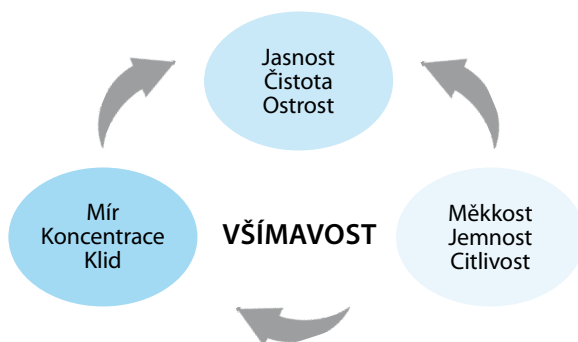 Jasnost
Čistota
Ostrost
Mír
Koncentrace
Klid
VŠÍMAVOST
Měkkost
Jemnost
Citlivost